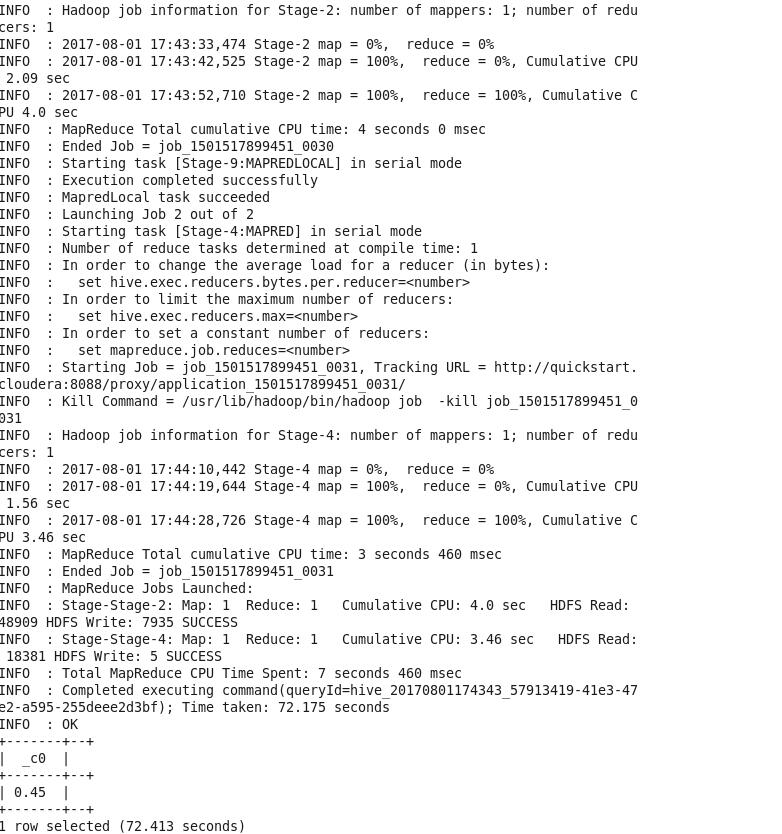 INFO  : Hadoop job information for Stage-2: number of mappers: 1; number of redu
cers: 1
INFO  : 2017-08-01 17:43:33,474 Stage-2 map = 0%,  reduce = 0%
INFO  : 2017-08-01 17:43:42,525 Stage-2 map = 100%,  reduce = 0%, Cumulative CPU
 2.09 sec
INFO  : 2017-08-01 17:43:52,710 Stage-2 map = 100%,  reduce = 100%, Cumulative C
PU 4.0 sec
INFO  : MapReduce Total cumulative CPU time: 4 seconds 0 msec
INFO  : Ended Job = job_1501517899451_0030
INFO  : Starting task [Stage-9:MAPREDLOCAL] in serial mode
INFO  : Execution completed successfully
INFO  : MapredLocal task succeeded
INFO  : Launching Job 2 out of 2
INFO  : Starting task [Stage-4:MAPRED] in serial mode
INFO  : Number of reduce tasks determined at compile time: 1
INFO  : In order to change the average load for a reducer (in bytes):
INFO  :   set hive.exec.reducers.bytes.per.reducer=<number>
INFO  : In order to limit the maximum number of reducers:
INFO  :   set hive.exec.reducers.max=<number>
INFO  : In order to set a constant number of reducers:
INFO  :   set mapreduce.job.reduces=<number>
INFO  : Starting Job = job_1501517899451_0031, Tracking URL = http://quickstart.
cloudera:8088/proxy/application_1501517899451_0031/
INFO  : Kill Command = /usr/lib/hadoop/bin/hadoop job  -kill job_1501517899451_0
031
INFO  : Hadoop job information for Stage-4: number of mappers: 1; number of redu
cers: 1
INFO  : 2017-08-01 17:44:10,442 Stage-4 map = 0%,  reduce = 0%
INFO  : 2017-08-01 17:44:19,644 Stage-4 map = 100%,  reduce = 0%, Cumulative CPU
 1.56 sec
INFO  : 2017-08-01 17:44:28,726 Stage-4 map = 100%,  reduce = 100%, Cumulative C
PU 3.46 sec
INFO  : MapReduce Total cumulative CPU time: 3 seconds 460 msec
INFO  : Ended Job = job_1501517899451_0031
INFO  : MapReduce Jobs Launched:
INFO  : Stage-Stage-2: Map: 1  Reduce: 1   Cumulative CPU: 4.0 sec   HDFS Read:
48909 HDFS Write: 7935 SUCCESS
INFO  : Stage-Stage-4: Map: 1  Reduce: 1   Cumulative CPU: 3.46 sec   HDFS Read:
 18381 HDFS Write: 5 SUCCESS
INFO  : Total MapReduce CPU Time Spent: 7 seconds 460 msec
INFO  : Completed executing command(queryId=hive_20170801174343_57913419-41e3-47
e2-a595-255deee2d3bf); Time taken: 72.175 seconds
INFO  : OK
+-------+--+
|  _c0  |
+-------+--+
| 0.45  |
+-------+--+
1 row selected (72.413 seconds)